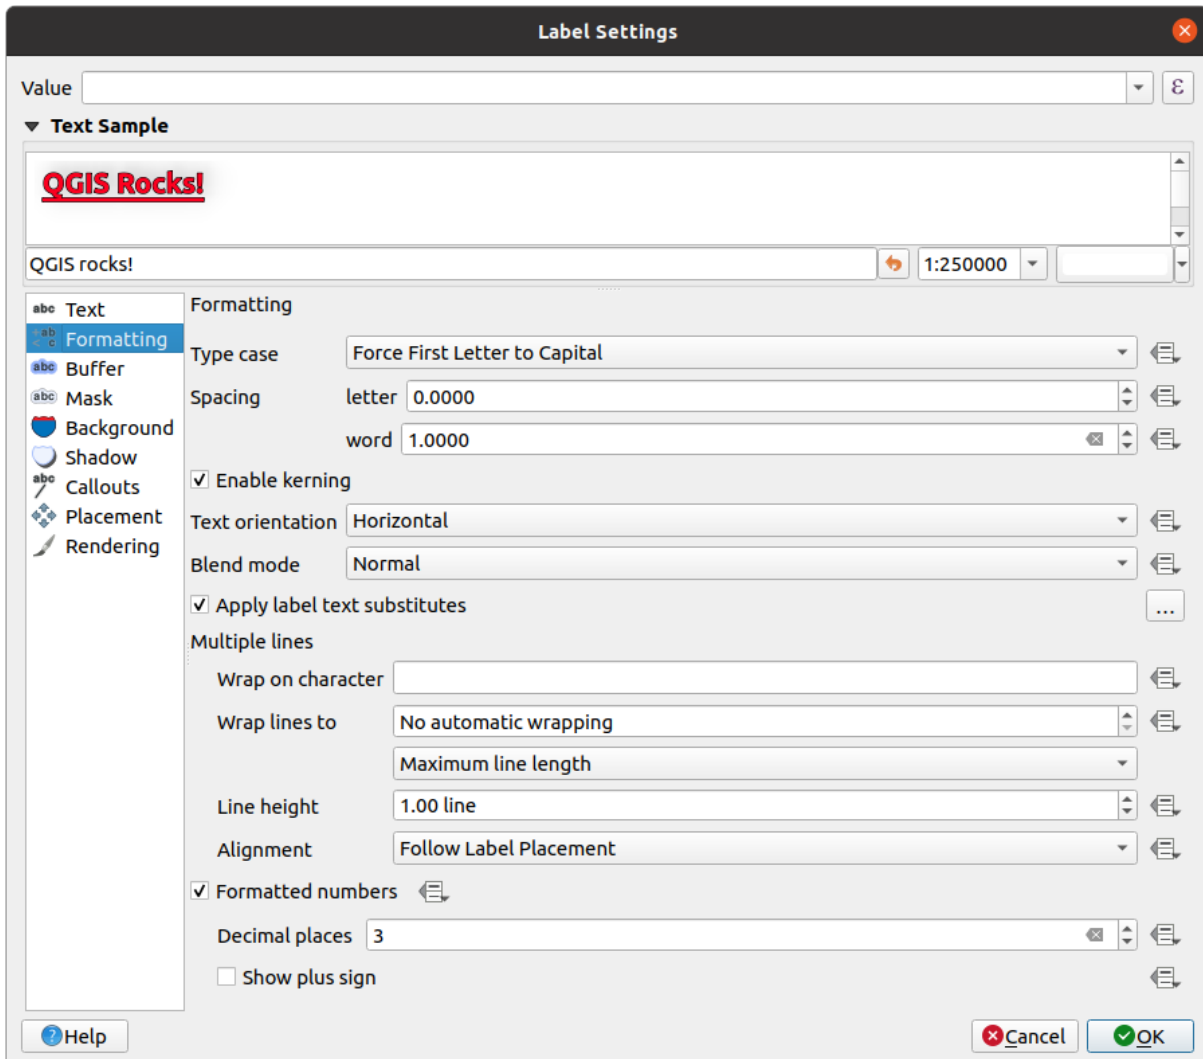 Label Settings
Value
ε
Text Sample
QGIS Rocks!
QGIS rocks!
1:250000
abc Text
Formatting
abc Buffer
abc Mask
Background
Shadow
abc Callouts
Placement
Rendering
Formatting
Type case Force First Letter to Capital
Spacing letter 0.0000
word 1.0000
Enable kerning
Text orientation Horizontal
Blend mode Normal
Apply label text substitutes ...
Multiple lines
Wrap on character
Wrap lines to No automatic wrapping
Maximum line length
Line height 1.00 line
Alignment Follow Label Placement
Formatted numbers
Decimal places 3
Show plus sign
Help Cancel OK